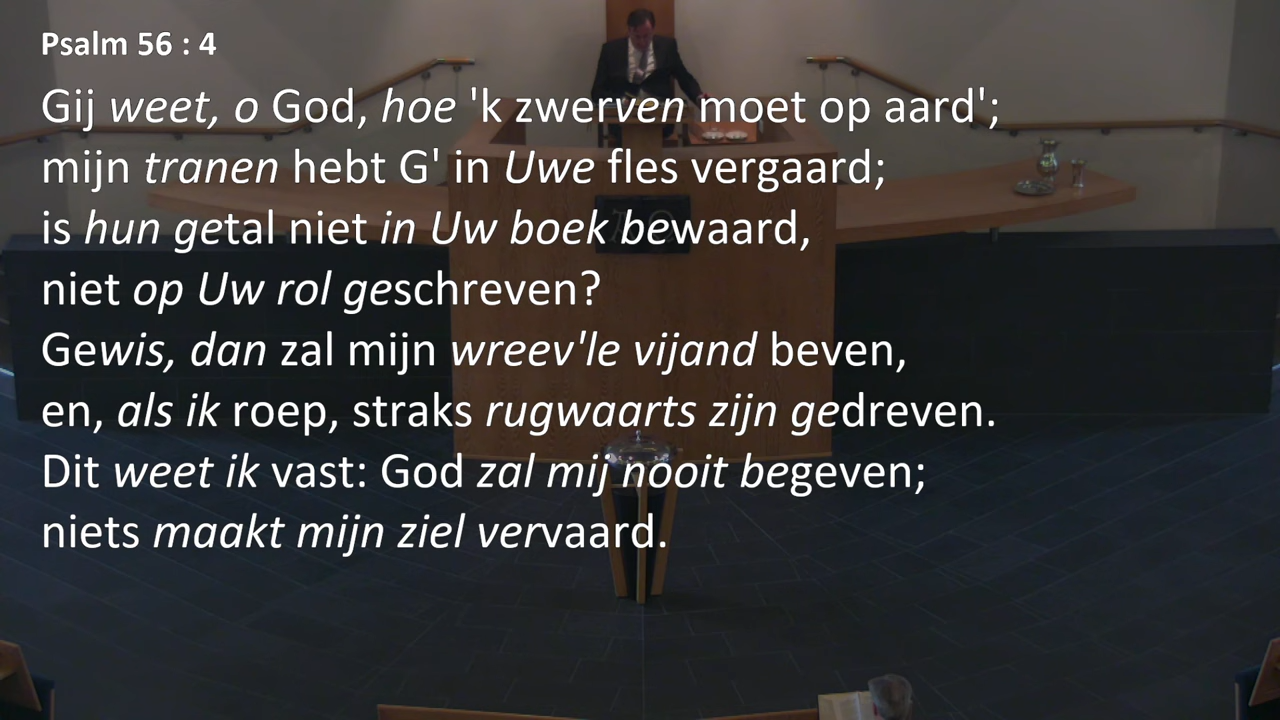 Psalm 56 : 4
Gij weet, o God, hoe 'k zwerven moet op aard';
mijn tranen hebt G' in Uwe fles vergaard;
is hun getal niet in Uw boek bewaard,
niet op Uw rol geschreven?
Gewis, dan zal mijn wreev'le vijand beven,
en, als ik roep, straks rugwaarts zijn gedreven.
Dit weet ik vast: God zal mij nooit begeven;
niets maakt mijn ziel vervaard.